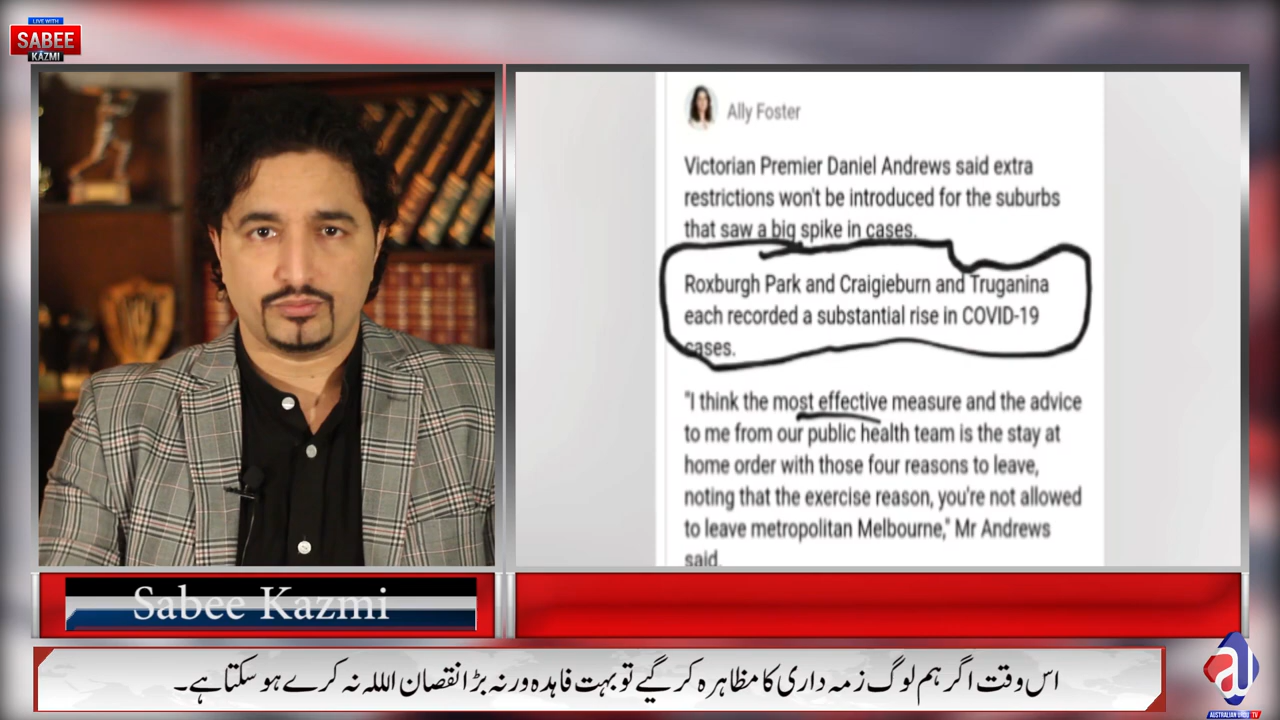 LIVE WITH
SABEE
KAZMI
Ally Foster
Victorian Premier Daniel Andrews said extra
restrictions won't be introduced for the suburbs
that saw a big spike in cases.
Roxburgh Park and Craigieburn and Truganina
each recorded a substantial rise in COVID-19
cases.
"I think the most effective measure and the advice
to me from our public health team is the stay at
home order with those four reasons to leave,
noting that the exercise reason, you're not allowed
to leave metropolitan Melbourne," Mr Andrews
said.
Sabee Kazmi
اس وقت اگر ہم لوگ زمہ داری کا مظاہرہ کر گیے تو بہت فاہدہ ورنہ بڑا نقصان اللہ نہ کرے ہو سکتا ہے۔
AUSTRALIAN URDU TV